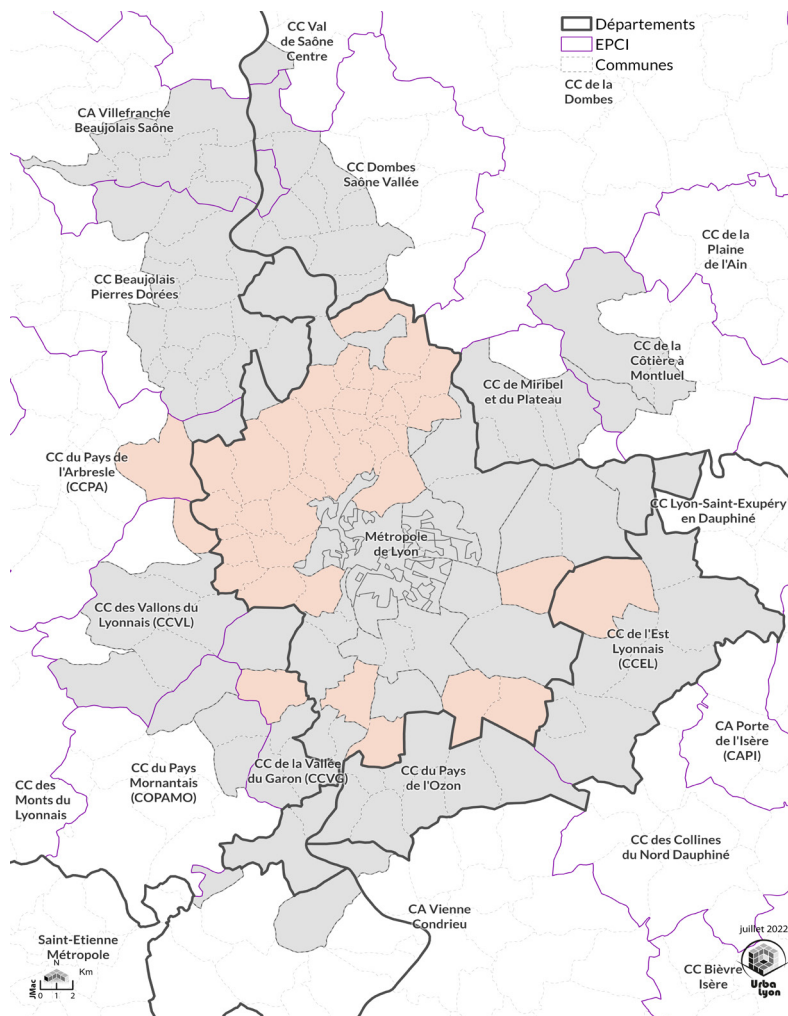 CC Val
de Saône
Centre
Départements
EPCI
Communes
CC de la
Dombes
CA Villefranche
Beaujolais Saône
CC Dombes
Saône Vallée
CC de la
Plaine
de l'Ain
CC Beaujolais
Pierres Dorées
CC de la
Côtière à
Montluel
CC de Miribel
et du Plateau
CC du Pays de
l'Arbresle
(CCPA)
CC Lyon-Saint-Exupéry
en Dauphiné
Métropole
de Lyon
CC des Vallons du
Lyonnais (CCVL)
CC de l'Est
Lyonnais
(CCEL)
CA Porte
de l'Isère
(CAPI)
CC de la Vallée
du Garon (CCVG)
CC du Pays
de l'Ozon
CC du Pays
Mornantais
(COPAMO)
CC des
Monts du
Lyonnais
CC des Collines
du Nord Dauphiné
CA Vienne
Condrieu
juillet 2022
Saint-Etienne
Métropole
N
Km
JMac
0 1 2
CC Bièvre
Isère
Urba
Lyon